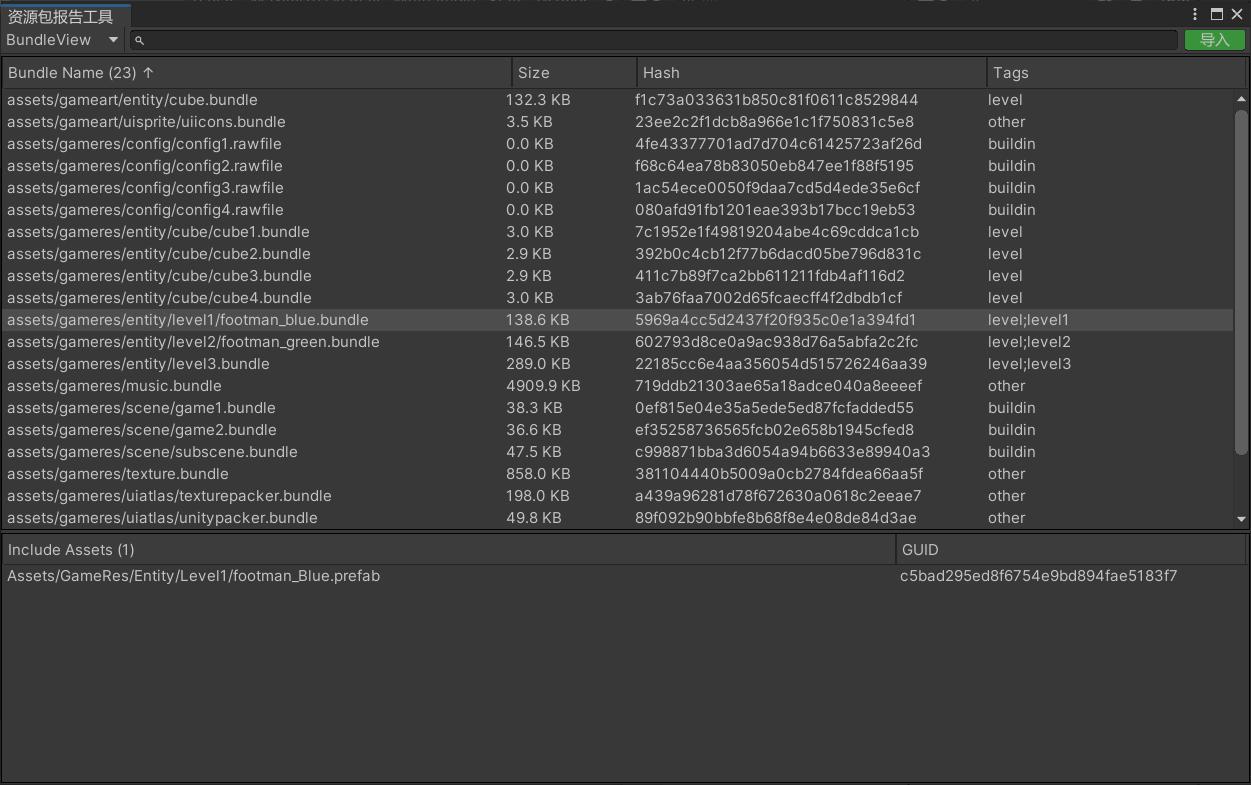 资源包报告工具
BundleView 导入
Bundle Name (23) ↑ Size Hash Tags
assets/gameart/entity/cube.bundle 132.3 KB f1c73a033631b850c81f0611c8529844 level
assets/gameart/uisprite/uiicons.bundle 3.5 KB 23ee2c2f1dcb8a966e1c1f750831c5e8 other
assets/gameres/config/config1.rawfile 0.0 KB 4fe43377701ad7d704c61425723af26d buildin
assets/gameres/config/config2.rawfile 0.0 KB f68c64ea78b83050eb847ee1f88f5195 buildin
assets/gameres/config/config3.rawfile 0.0 KB 1ac54ece0050f9daa7cd5d4ede35e6cf buildin
assets/gameres/config/config4.rawfile 0.0 KB 080afd91fb1201eae393b17bcc19eb53 buildin
assets/gameres/entity/cube/cube1.bundle 3.0 KB 7c1952e1f49819204abe4c69cddca1cb level
assets/gameres/entity/cube/cube2.bundle 2.9 KB 392b0c4cb12f77b6dacd05be796d831c level
assets/gameres/entity/cube/cube3.bundle 2.9 KB 411c7b89f7ca2bb611211fdb4af116d2 level
assets/gameres/entity/cube/cube4.bundle 3.0 KB 3ab76faa7002d65fcaecff4f2dbdb1cf level
assets/gameres/entity/level1/footman_blue.bundle 138.6 KB 5969a4cc5d2437f20f935c0e1a394fd1 level;level1
assets/gameres/entity/level2/footman_green.bundle 146.5 KB 602793d8ce0a9ac938d76a5abfa2c2fc level;level2
assets/gameres/entity/level3.bundle 289.0 KB 22185cc6e4aa356054d515726246aa39 level;level3
assets/gameres/music.bundle 4909.9 KB 719ddb21303ae65a18adce040a8eeeef other
assets/gameres/scene/game1.bundle 38.3 KB 0ef815e04e35a5ede5ed87fcfadded55 buildin
assets/gameres/scene/game2.bundle 36.6 KB ef35258736565fcb02e658b1945cfed8 buildin
assets/gameres/scene/subscene.bundle 47.5 KB c998871bba3d6054a94b6633e89940a3 buildin
assets/gameres/texture.bundle 858.0 KB 381104440b5009a0cb2784fdea66aa5f other
assets/gameres/uiatlas/texturepacker.bundle 198.0 KB a439a96281d78f672630a0618c2eeae7 other
assets/gameres/uiatlas/unitypacker.bundle 49.8 KB 89f092b90bbfe8b68f8e4e08de84d3ae other
Include Assets (1) GUID
Assets/GameRes/Entity/Level1/footman_Blue.prefab c5bad295ed8f6754e9bd894fae5183f7